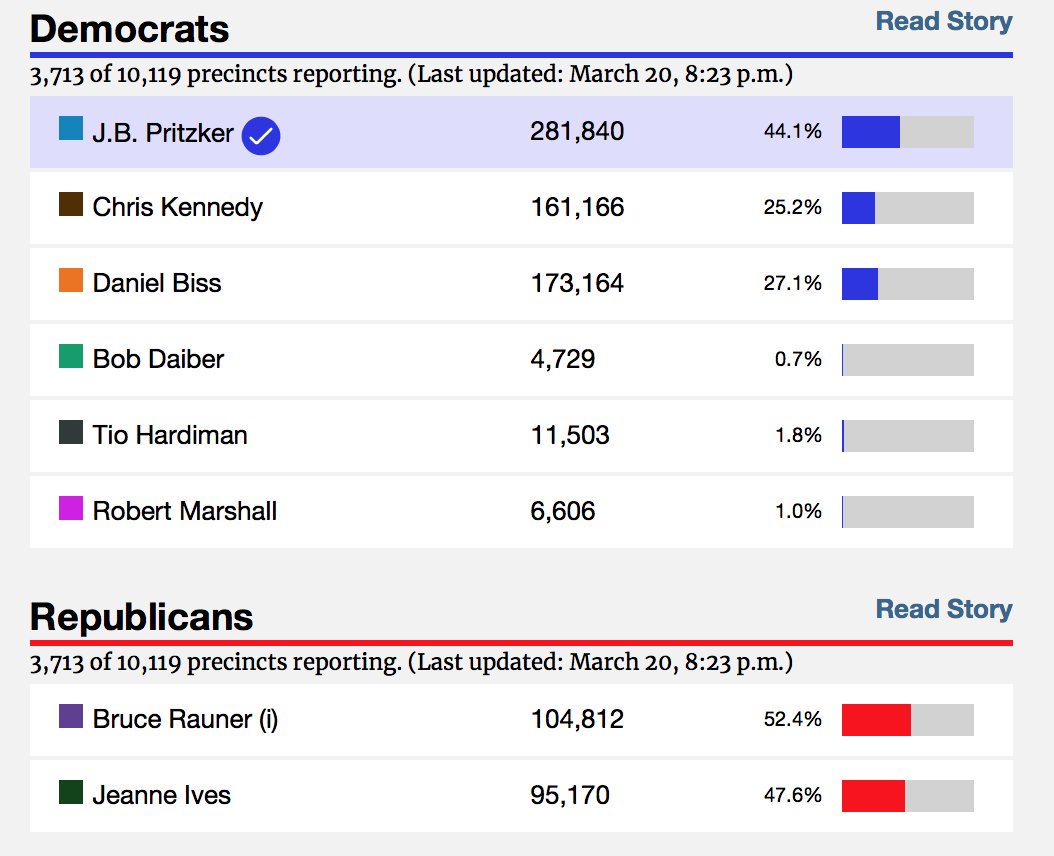 Democrats Read Story
3,713 of 10,119 precincts reporting. (Last updated: March 20, 8:23 p.m.)
J.B. Pritzker 281,840 44.1%
Chris Kennedy 161,166 25.2%
Daniel Biss 173,164 27.1%
Bob Daiber 4,729 0.7%
Tio Hardiman 11,503 1.8%
Robert Marshall 6,606 1.0%
Republicans Read Story
3,713 of 10,119 precincts reporting. (Last updated: March 20, 8:23 p.m.)
Bruce Rauner (i) 104,812 52.4%
Jeanne Ives 95,170 47.6%